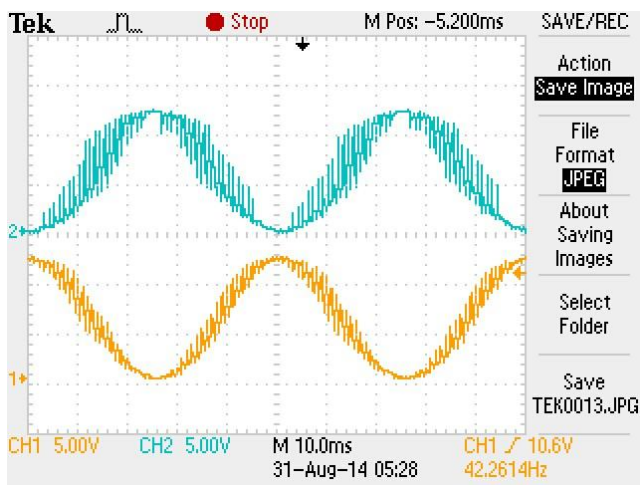 Tek Stop M Pos: -5.200ms SAVE/REC
Action
Save Image
File
Format
JPEG
About
Saving
Images
Select
Folder
Save
TEK0013.JPG
2
1
CH1 5.00V CH2 5.00V M 10.0ms CH1 10.6V
31-Aug-14 05:28 42.2614Hz